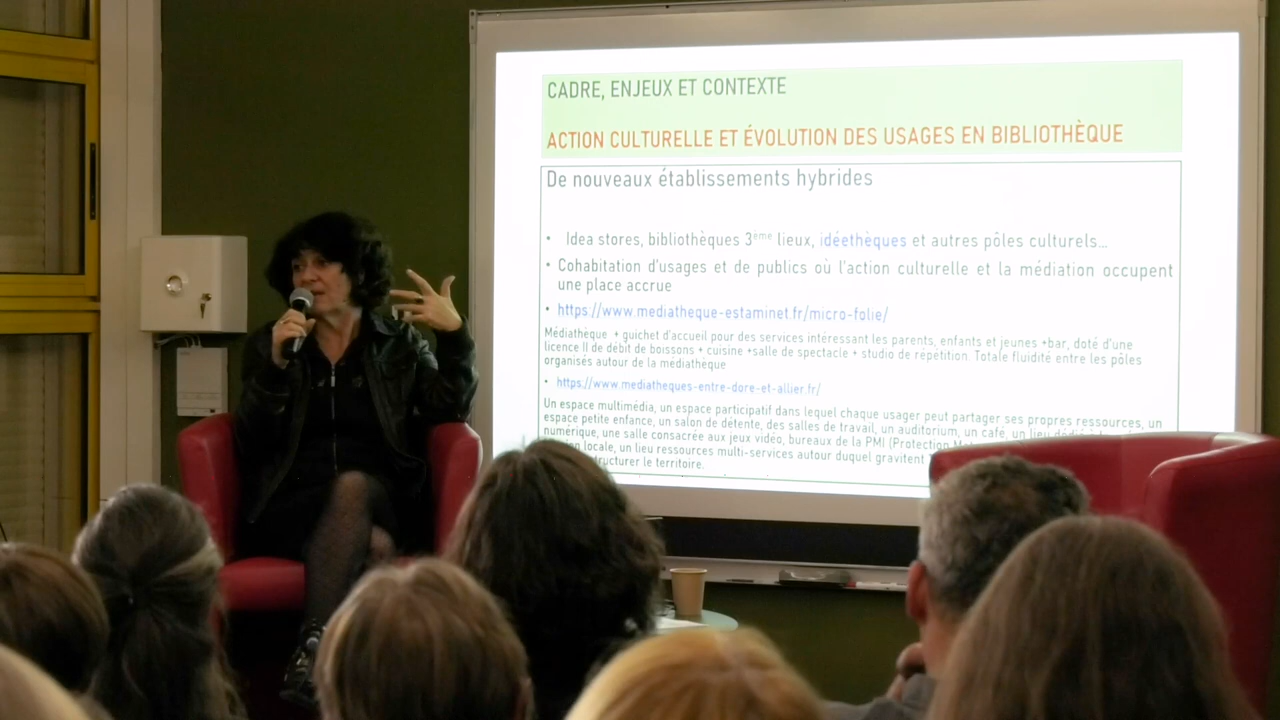 CADRE, ENJEUX ET CONTEXTE
ACTION CULTURELLE ET ÉVOLUTION DES USAGES EN BIBLIOTHÈQUE
De nouveaux établissements hybrides
• Idea stores, bibliothèques 3ème lieux, idéethèques et autres pôles culturels...
• Cohabitation d'usages et de publics où l'action culturelle et la médiation occupent
une place accrue
• https://www.mediatheque-estaminet.fr/micro-folie/
Médiathèque + guichet d'accueil pour des services intéressant les parents, enfants et jeunes +bar, doté d'une
licence II de débit de boissons + cuisine +salle de spectacle + studio de répétition. Totale fluidité entre les pôles
organisés autour de la médiathèque
• https://www.mediatheques-entre-dore-et-allier.fr/
Un espace multimédia, un espace participatif dans lequel chaque usager peut partager ses propres ressources, un
espace petite enfance, un salon de détente, des salles de travail, un auditorium, un café, un lieu
numérique, une salle consacrée aux jeux vidéo, bureaux de la PMI (Protection
locale, un lieu ressources multi-services autour duquel gravitent
structurer le territoire.